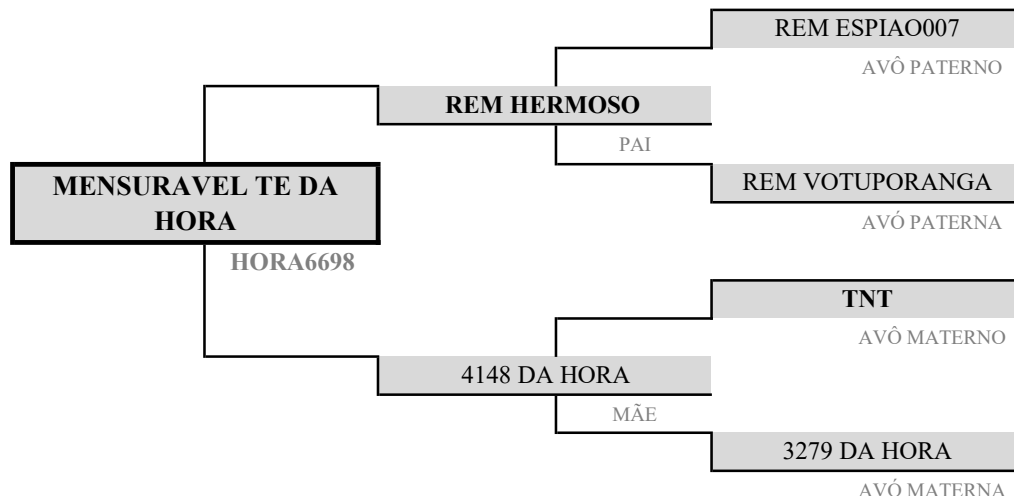 REM ESPIAO007
AVÔ PATERNO
REM HERMOSO
PAI
REM VOTUPORANGA
AVÓ PATERNA
MENSURAVEL TE DA
HORA
HORA6698
TNT
AVÔ MATERNO
4148 DA HORA
MÃE
3279 DA HORA
AVÓ MATERNA